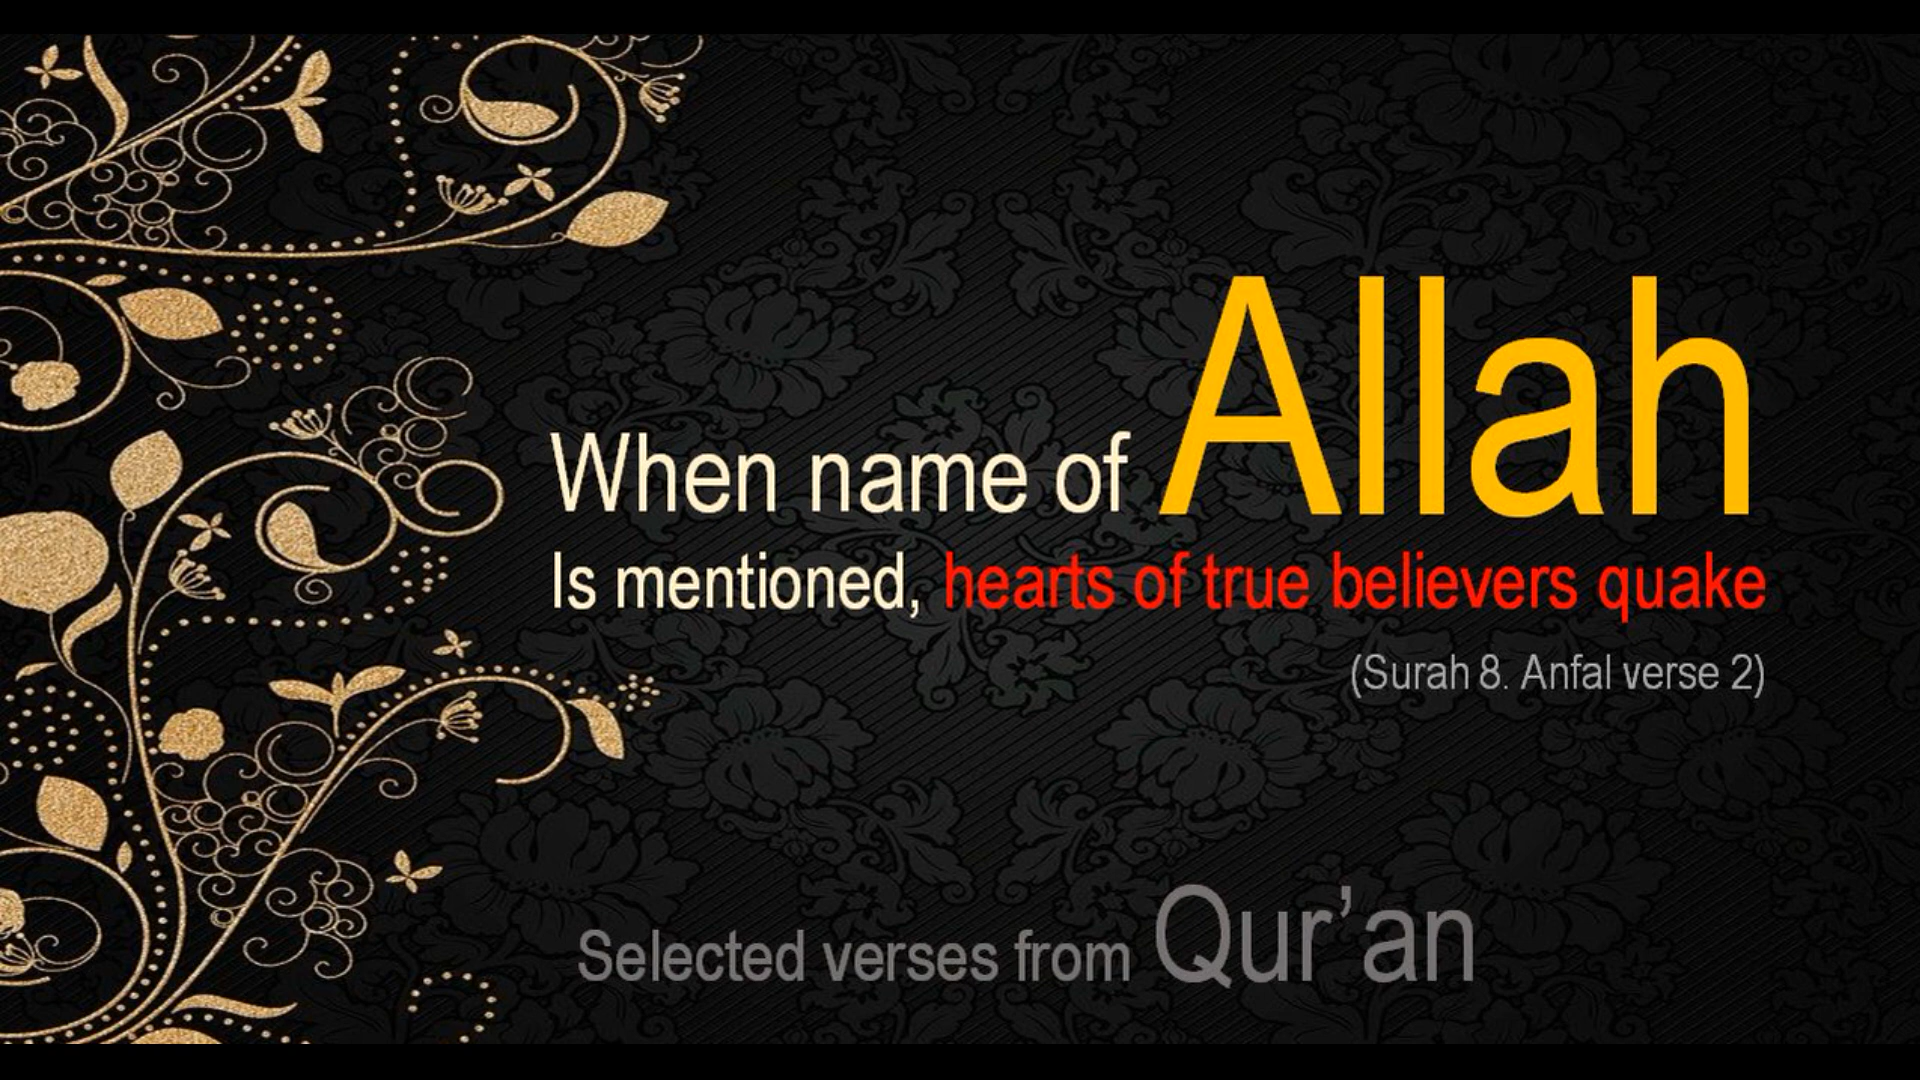 When name of Allah
Is mentioned, hearts of true believers quake
(Surah 8. Anfal verse 2)
Selected verses from Qur’an